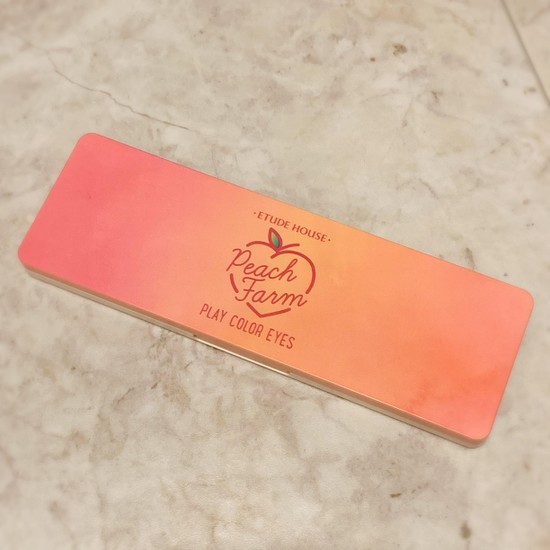 ·ETUDE HOUSE·
Peach
Farm
PLAY COLOR EYES